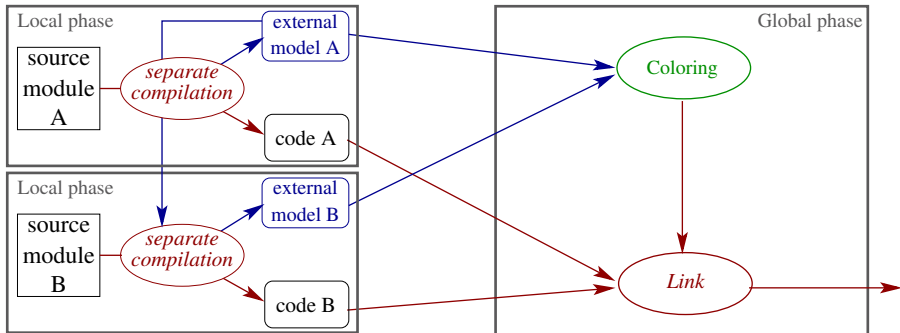 Local phase
source
module
A
separate
compilation
external
model A
code A
Local phase
source
module
B
separate
compilation
external
model B
code B
Global phase
Coloring
Link